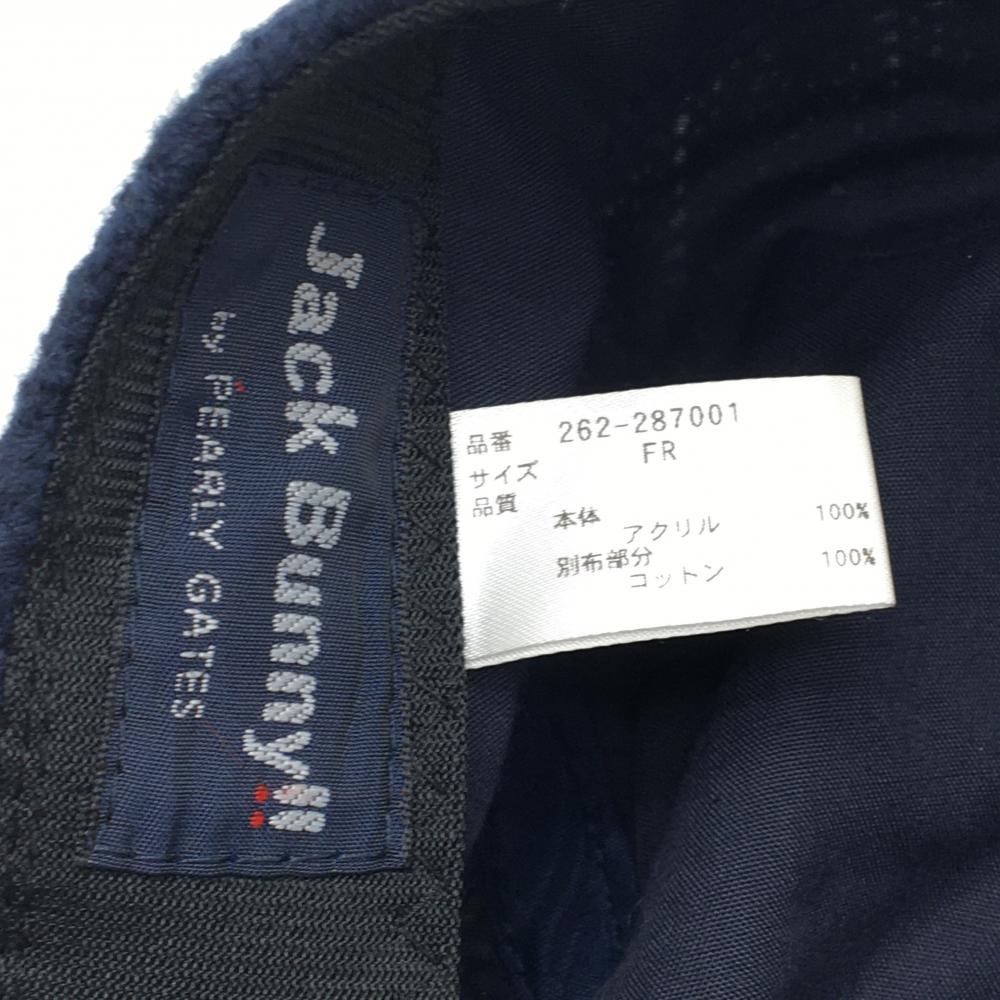 Jack Bunny!!
by PEARLY GATES
品番 262-287001
サイズ FR
品質
本体
アクリル 100%
別布部分
コットン 100%